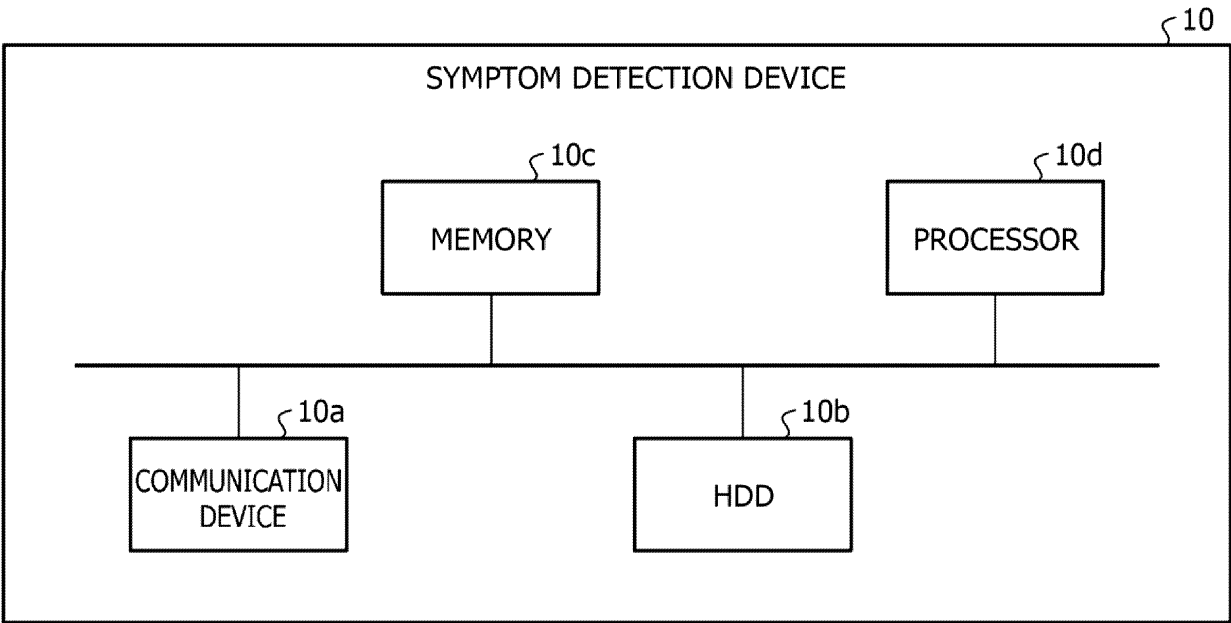 10
SYMPTOM DETECTION DEVICE
10c
MEMORY
10d
PROCESSOR
10a
COMMUNICATION
DEVICE
10b
HDD